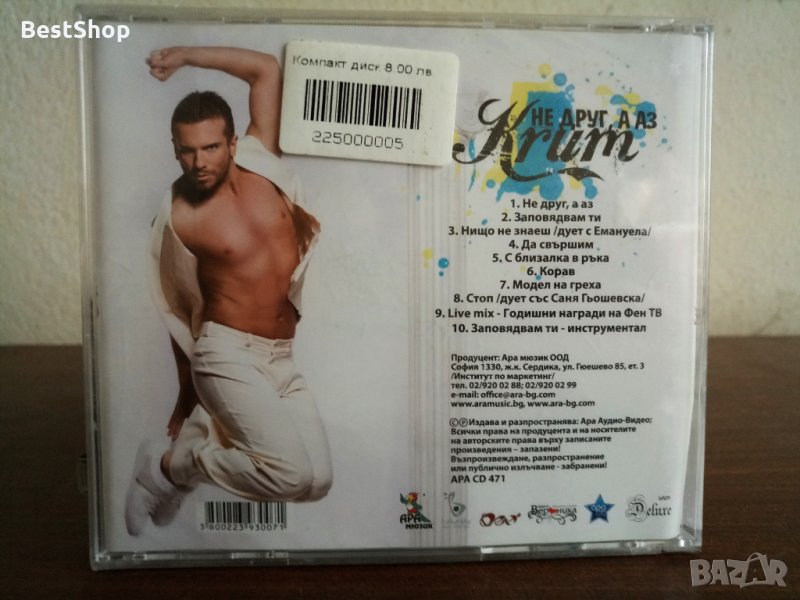 BestShop
Компакт диск 8.00 лв
225000005
НЕ ДРУГ, А АЗ
Krum
1. Не друг, а аз
2. Заповядвам ти
3. Нищо не знаеш /дует с Емануела/
4. Да свършим
5. С близалка в ръка
6. Корав
7. Модел на греха
8. Стоп /дует със Саня Гьошевска/
9. Live mix - Годишни награди на Фен ТВ
10. Заповядвам ти - инструментал
Продуцент: Ара мюзик ООД
София 1330, ж.к. Сердика, ул. Гюешево 85, ет. 3
/Институт по маркетинг/
тел. 02/920 02 88; 02/920 02 99
e-mail: office@ara-bg.com
www.aramusic.bg, www.ara-bg.com
©℗ Издава и разпространява: Ара Аудио-Видео;
Всички права на продуцента и на носителите
на авторските права върху записаните
произведения – запазени!
Възпроизвеждане, разпространение
или публично излъчване - забранени!
АРА CD 471
3800223930071
АРА
МЮЗИК
Вероника
Deluxe
BAZAR